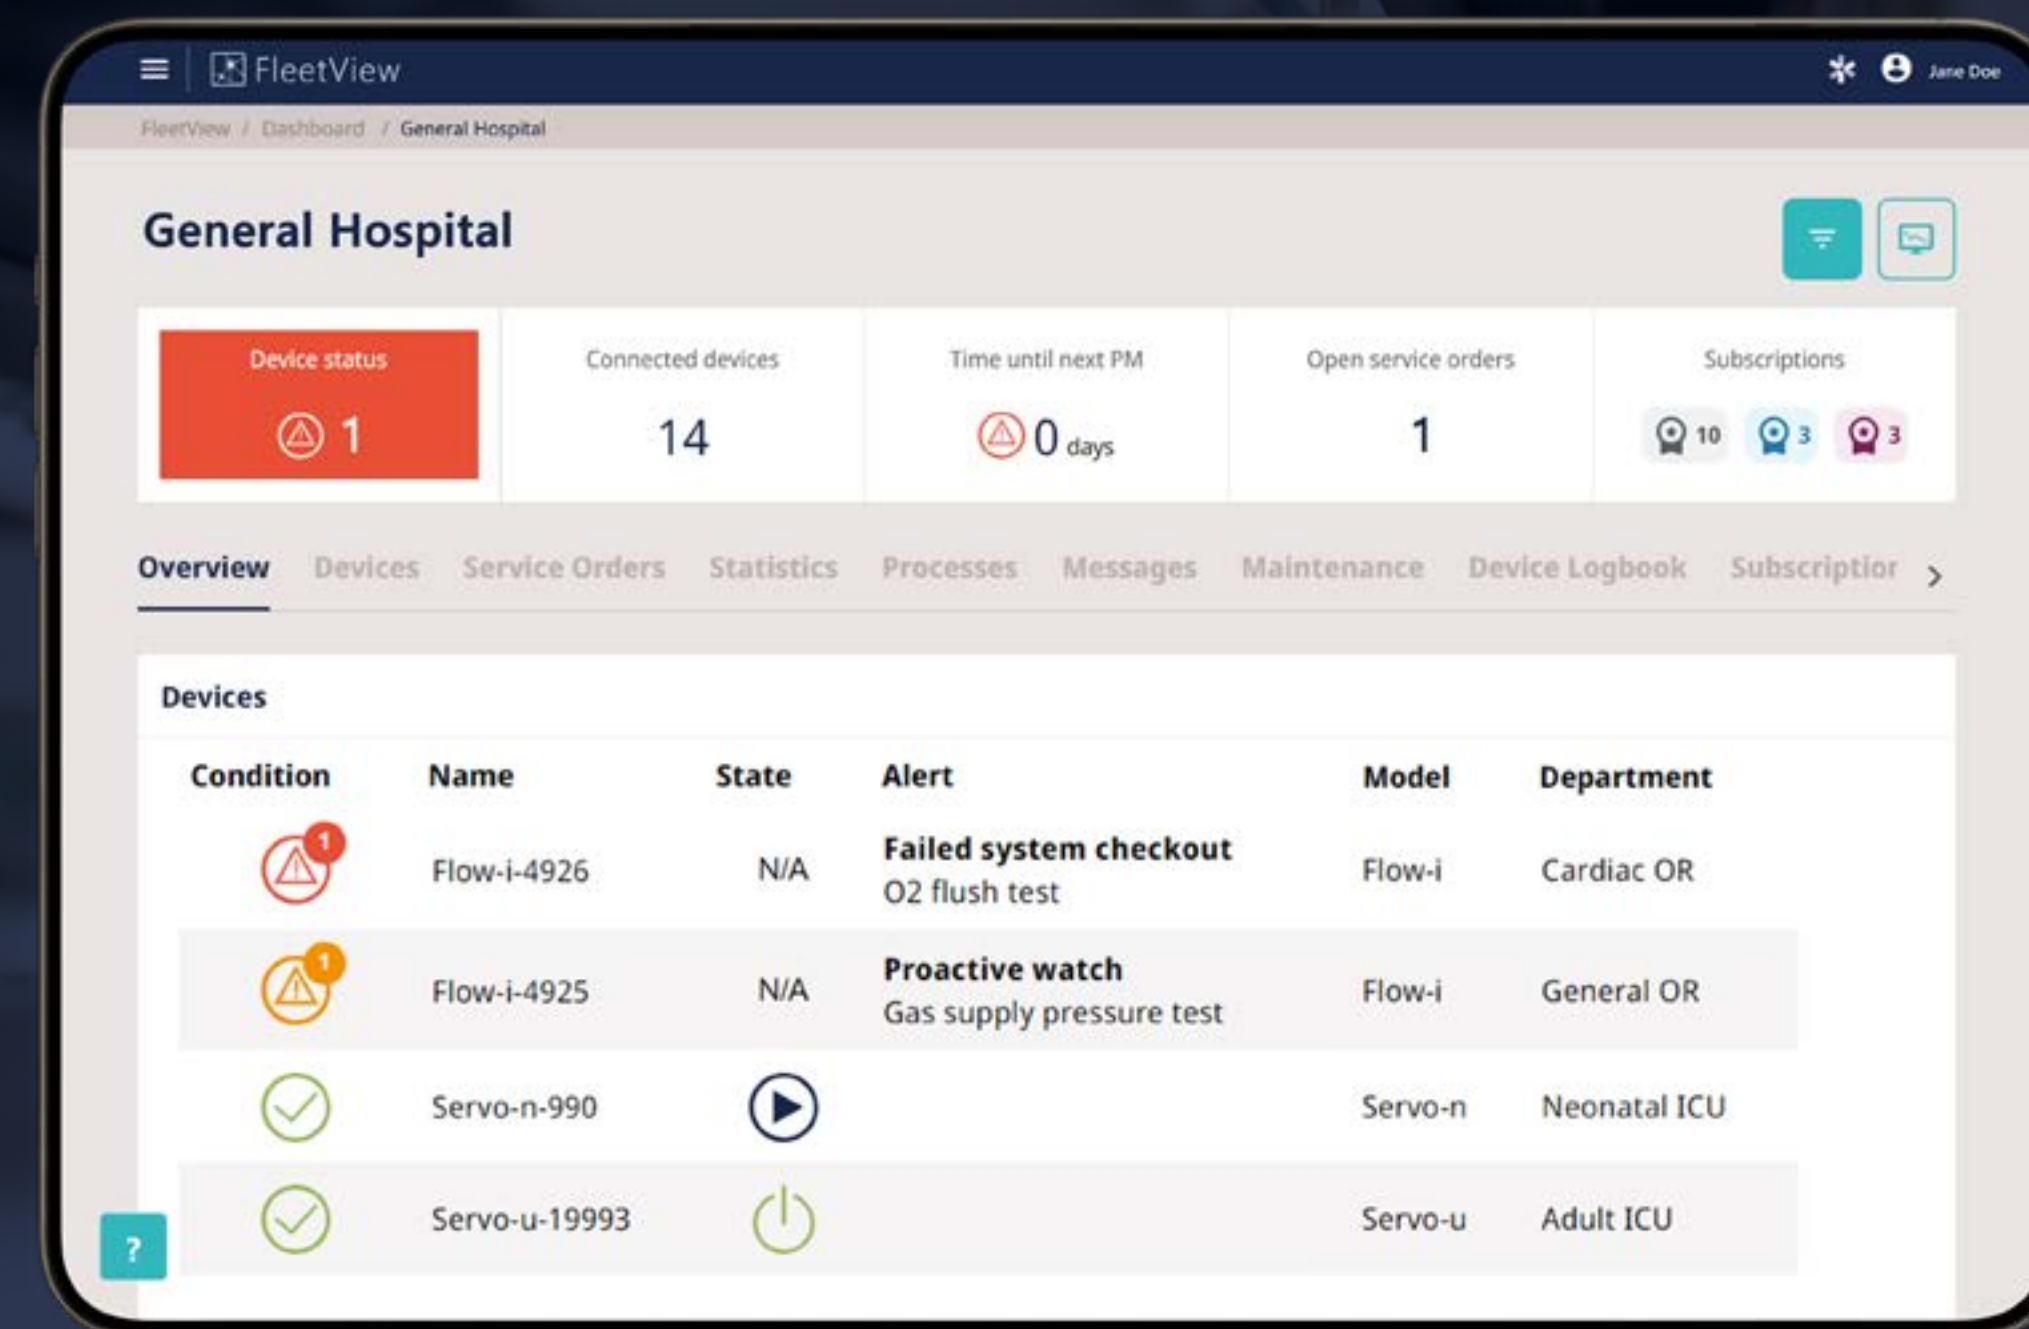 FleetView
Jane Doe
FleetView / Dashboard / General Hospital
General Hospital
Device status
1
Connected devices
14
Time until next PM
0 days
Open service orders
1
Subscriptions
10 3 3
Overview Devices Service Orders Statistics Processes Messages Maintenance Device Logbook Subscription
Devices
Condition Name State Alert Model Department
1 Flow-i-4926 N/A Failed system checkout Flow-i Cardiac OR
O2 flush test
1 Flow-i-4925 N/A Proactive watch Flow-i General OR
Gas supply pressure test
Servo-n-990 Servo-n Neonatal ICU
Servo-u-19993 Servo-u Adult ICU
?